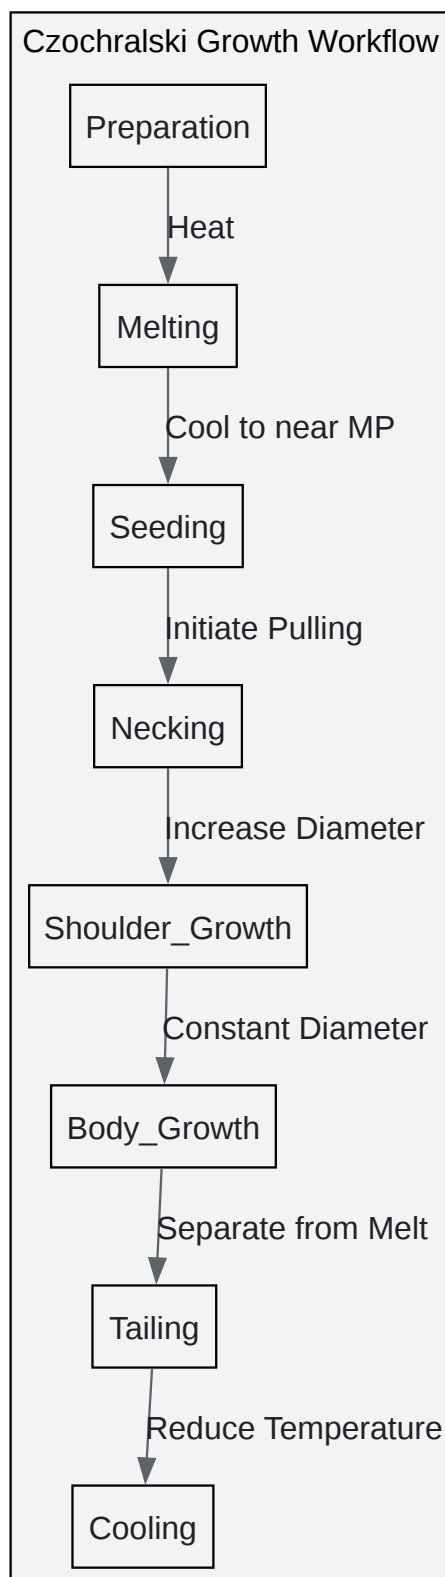 Czochralski Growth Workflow
Preparation
Heat
Melting
Cool to near MP
Seeding
Initiate Pulling
Necking
Increase Diameter
Shoulder_Growth
Constant Diameter
Body_Growth
Separate from Melt
Tailing
Reduce Temperature
Cooling